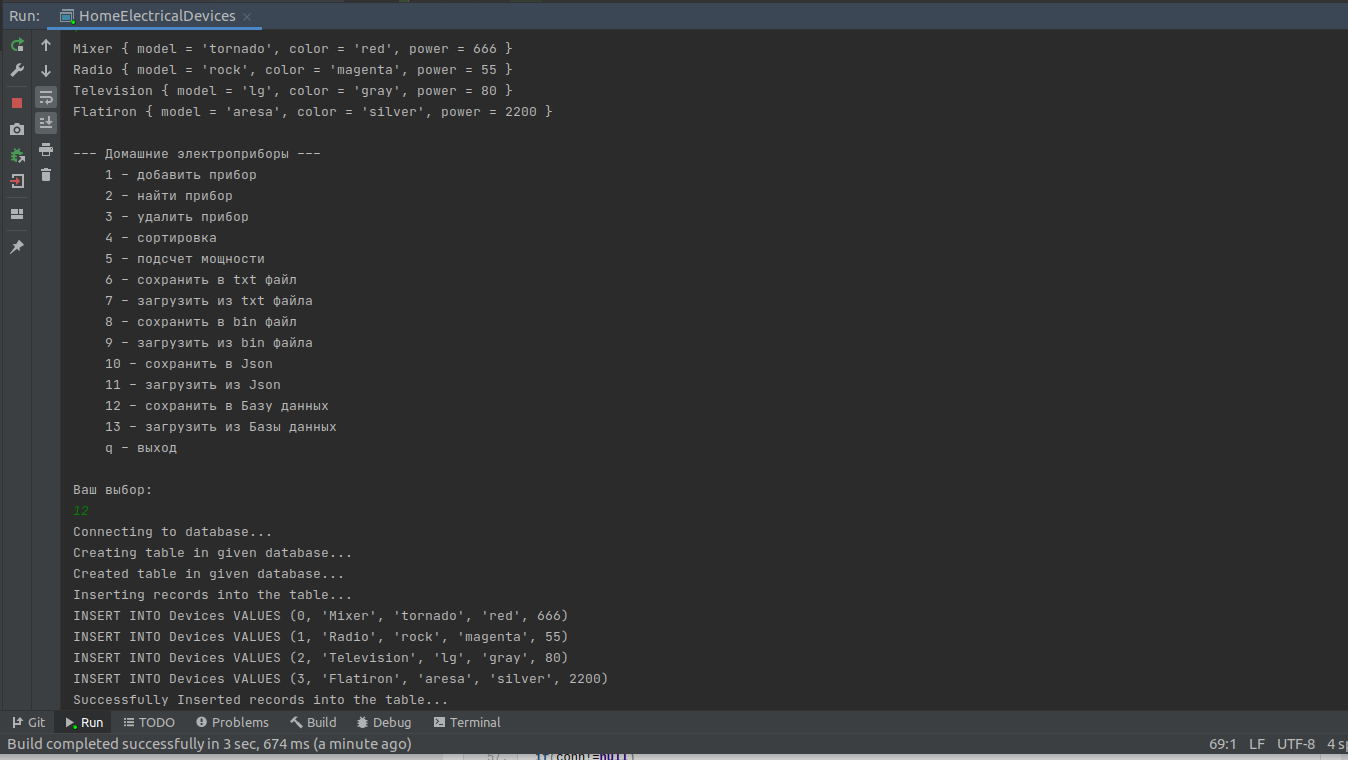 Run: HomeElectricalDevices
Mixer { model = 'tornado', color = 'red', power = 666 }
Radio { model = 'rock', color = 'magenta', power = 55 }
Television { model = 'lg', color = 'gray', power = 80 }
Flatiron { model = 'aresa', color = 'silver', power = 2200 }
--- Домашние электроприборы ---
1 - добавить прибор
2 - найти прибор
3 - удалить прибор
4 - сортировка
5 - подсчет мощности
6 - сохранить в txt файл
7 - загрузить из txt файла
8 - сохранить в bin файл
9 - загрузить из bin файла
10 - сохранить в Json
11 - загрузить из Json
12 - сохранить в Базу данных
13 - загрузить из Базы данных
q - выход
Ваш выбор:
12
Connecting to database...
Creating table in given database...
Created table in given database...
Inserting records into the table...
INSERT INTO Devices VALUES (0, 'Mixer', 'tornado', 'red', 666)
INSERT INTO Devices VALUES (1, 'Radio', 'rock', 'magenta', 55)
INSERT INTO Devices VALUES (2, 'Television', 'lg', 'gray', 80)
INSERT INTO Devices VALUES (3, 'Flatiron', 'aresa', 'silver', 2200)
Successfully Inserted records into the table...
Git Run TODO Problems Build Debug Terminal
Build completed successfully in 3 sec, 674 ms (a minute ago) 69:1 LF UTF-8 4 sp